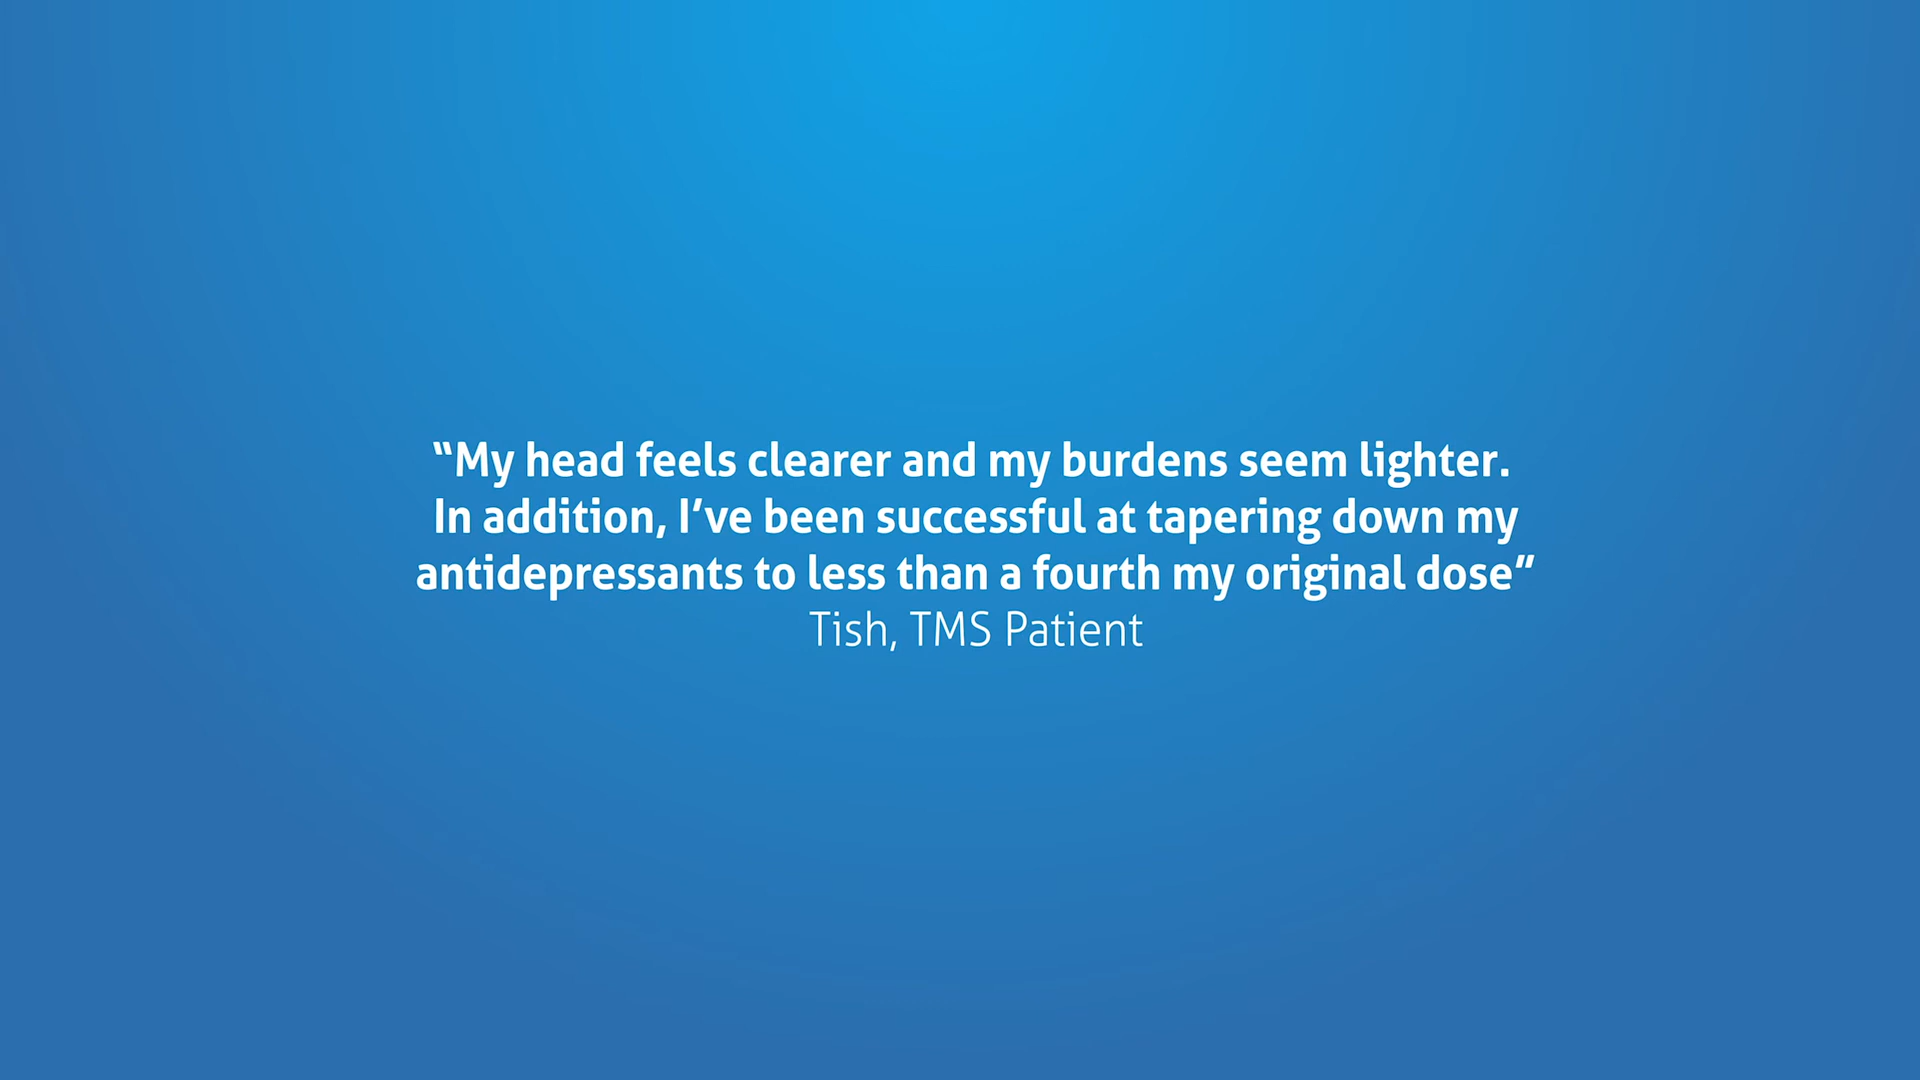 “My head feels clearer and my burdens seem lighter.
In addition, I’ve been successful at tapering down my
antidepressants to less than a fourth my original dose”
Tish, TMS Patient